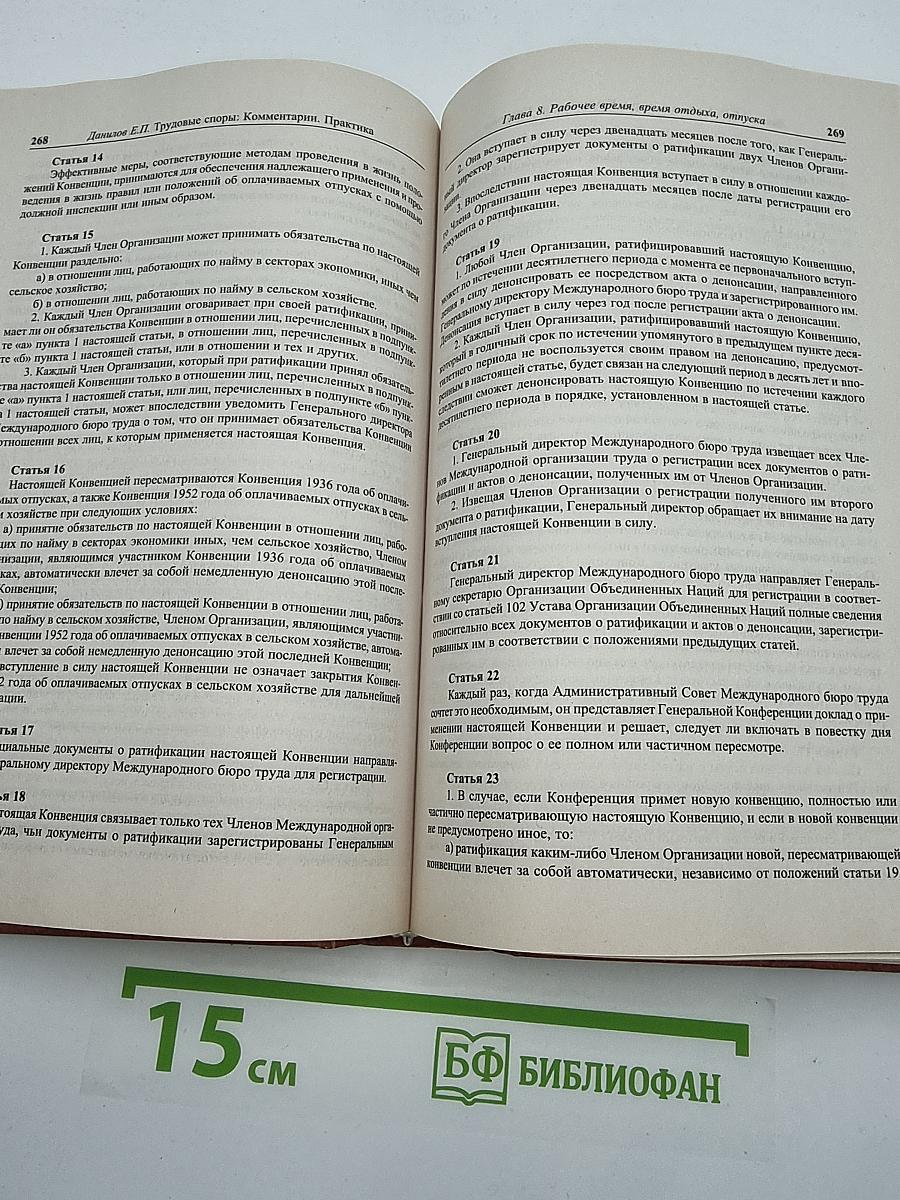 268 Данилов Е.П. Трудовые споры: Комментарии. Практика
Статья 14
Эффективные меры, соответствующие методам проведения в жизнь поло-
жений Конвенции, принимаются для обеспечения надлежащего применения и про-
ведения в жизнь правил или положений об оплачиваемых отпусках с помощью
должной инспекции или иным образом.
Статья 15
1. Каждый Член Организации может принимать обязательства по настоящей
Конвенции раздельно:
а) в отношении лиц, работающих по найму в секторах экономики, иных чем
сельское хозяйство;
б) в отношении лиц, работающих по найму в сельском хозяйстве.
2. Каждый Член Организации оговаривает при своей ратификации, прини-
мает ли он обязательства Конвенции в отношении лиц, перечисленных в подпунк-
те «а» пункта 1 настоящей статьи, в отношении лиц, перечисленных в подпунк-
те «б» пункта 1 настоящей статьи, или в отношении и тех и других.
3. Каждый Член Организации, который при ратификации принял обязатель-
ства настоящей Конвенции только в отношении лиц, перечисленных в подпунк-
е «а» пункта 1 настоящей статьи, или лиц, перечисленных в подпункте «б» пунк-
а 1 настоящей статьи, может впоследствии уведомить Генерального директора
Международного бюро труда о том, что он принимает обязательства Конвенции
отношении всех лиц, к которым применяется настоящая Конвенция.
Статья 16
Настоящей Конвенцией пересматриваются Конвенция 1936 года об оплачи-
мых отпусках, а также Конвенция 1952 года об оплачиваемых отпусках в сель-
м хозяйстве при следующих условиях:
а) принятие обязательств по настоящей Конвенции в отношении лиц, рабо-
щих по найму в секторах экономики иных, чем сельское хозяйство, Членом
низации, являющимся участником Конвенции 1936 года об оплачиваемых
ках, автоматически влечет за собой немедленную денонсацию этой после-
Конвенции;
) принятие обязательств по настоящей Конвенции в отношении лиц, работа-
по найму в сельском хозяйстве, Членом Организации, являющимся участни-
нвенции 1952 года об оплачиваемых отпусках в сельском хозяйстве, автома-
и влечет за собой немедленную денонсацию этой последней Конвенции;
вступление в силу настоящей Конвенции не означает закрытия Конвен-
2 года об оплачиваемых отпусках в сельском хозяйстве для дальнейшей
ации.
тья 17
циальные документы о ратификации настоящей Конвенции направля-
ральному директору Международного бюро труда для регистрации.
ья 18
тоящая Конвенция связывает только тех Членов Международной орга-
уда, чьи документы о ратификации зарегистрированы Генеральным
Глава 8. Рабочее время, время отдыха, отпуска 269
2. Она вступает в силу через двенадцать месяцев после того, как Генераль-
ный директор зарегистрирует документы о ратификации двух Членов Органи-
зации.
3. Впоследствии настоящая Конвенция вступает в силу в отношении каждо-
го Члена Организации через двенадцать месяцев после даты регистрации его
документа о ратификации.
Статья 19
1. Любой Член Организации, ратифицировавший настоящую Конвенцию,
может по истечении десятилетнего периода с момента ее первоначального вступ-
ления в силу денонсировать ее посредством акта о денонсации, направленного
Генеральному директору Международного бюро труда и зарегистрированного им.
Денонсация вступает в силу через год после регистрации акта о денонсации.
2. Каждый Член Организации, ратифицировавший настоящую Конвенцию,
который в годичный срок по истечении упомянутого в предыдущем пункте деся-
тилетнего периода не воспользуется своим правом на денонсацию, предусмот-
ренным в настоящей статье, будет связан на следующий период в десять лет и впо-
следствии сможет денонсировать настоящую Конвенцию по истечении каждого
десятилетнего периода в порядке, установленном в настоящей статье.
Статья 20
1. Генеральный директор Международного бюро труда извещает всех Чле-
нов Международной организации труда о регистрации всех документов о рати-
фикации и актов о денонсации, полученных им от Членов Организации.
2. Извещая Членов Организации о регистрации полученного им второго
документа о ратификации, Генеральный директор обращает их внимание на дату
вступления настоящей Конвенции в силу.
Статья 21
Генеральный директор Международного бюро труда направляет Генераль-
ному секретарю Организации Объединенных Наций для регистрации в соответ-
ствии со статьей 102 Устава Организации Объединенных Наций полные сведения
относительно всех документов о ратификации и актов о денонсации, зарегистри-
рованных им в соответствии с положениями предыдущих статей.
Статья 22
Каждый раз, когда Административный Совет Международного бюро труда
сочтет это необходимым, он представляет Генеральной Конференции доклад о при-
менении настоящей Конвенции и решает, следует ли включать в повестку дня
Конференции вопрос о ее полном или частичном пересмотре.
Статья 23
1. В случае, если Конференция примет новую конвенцию, полностью или
частично пересматривающую настоящую Конвенцию, и если в новой конвенции
не предусмотрено иное, то:
а) ратификация каким-либо Членом Организации новой, пересматривающей
конвенции влечет за собой автоматически, независимо от положений статьи 19
15 см
БФ БИБЛИОФАН